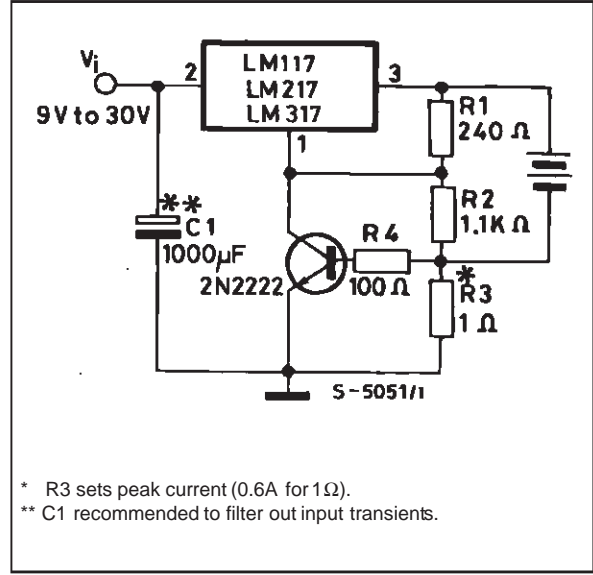 Vi
2
LM117
LM217
LM317
3
9V to 30V
1
R1
240 Ω
R2
1.1K Ω
**
C1
1000µF
2N2222
R4
100 Ω
*
R3
1 Ω
S-5051/1
* R3 sets peak current (0.6A for 1Ω).
** C1 recommended to filter out input transients.